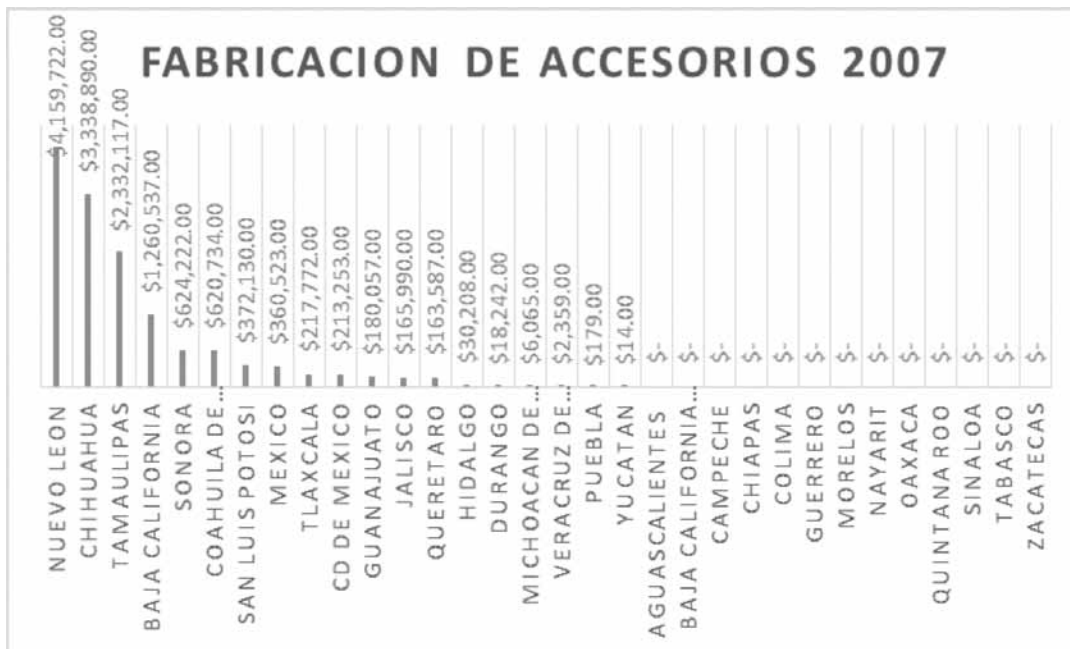 FABRICACION DE ACCESORIOS 2007
$4,159,722.00
$3,338,890.00
$2,332,117.00
$1,260,537.00
$624,222.00
$620,734.00
$372,130.00
$360,523.00
$217,772.00
$213,253.00
$180,057.00
$165,990.00
$163,587.00
$30,208.00
$18,242.00
$6,065.00
$2,359.00
$179.00
$14.00
$-
$-
$-
$-
$-
$-
$-
$-
$-
$-
$-
$-
$-
NUEVO LEON
CHIHUAHUA
TAMAULIPAS
BAJA CALIFORNIA
SONORA
COAHUILA DE…
SAN LUIS POTOSI
MEXICO
TLAXCALA
CD DE MEXICO
GUANAJUATO
JALISCO
QUERETARO
HIDALGO
DURANGO
MICHOACAN DE…
VERACRUZ DE…
PUEBLA
YUCATAN
AGUASCALIENTES
BAJA CALIFORNIA…
CAMPECHE
CHIAPAS
COLIMA
GUERRERO
MORELOS
NAYARIT
OAXACA
QUINTANA ROO
SINALOA
TABASCO
ZACATECAS